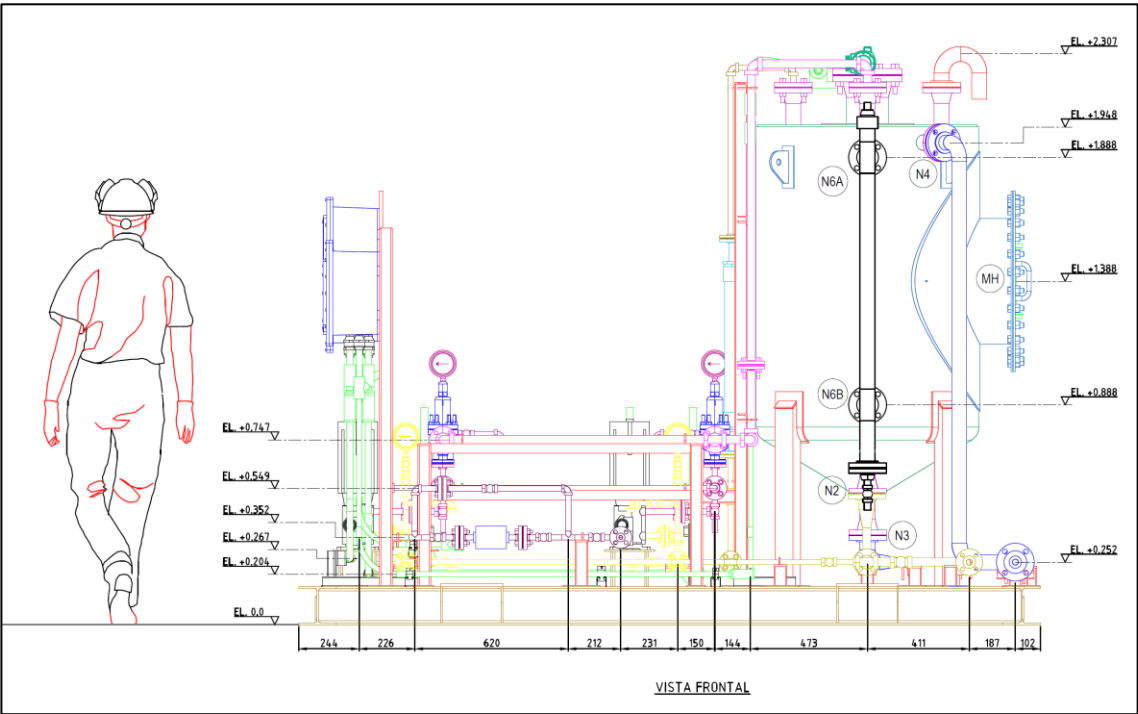 EL. +2.307
EL. +1.948
EL. +1.888
N6A
N4
MH
EL. +1.388
N6B
EL. +0.888
EL. +0.747
EL. +0.549
N2
EL. +0.352
N3
EL. +0.267
EL. +0.252
EL. +0.204
EL. 0.0
244 226 620 212 231 150 144 473 411 187 102
VISTA FRONTAL